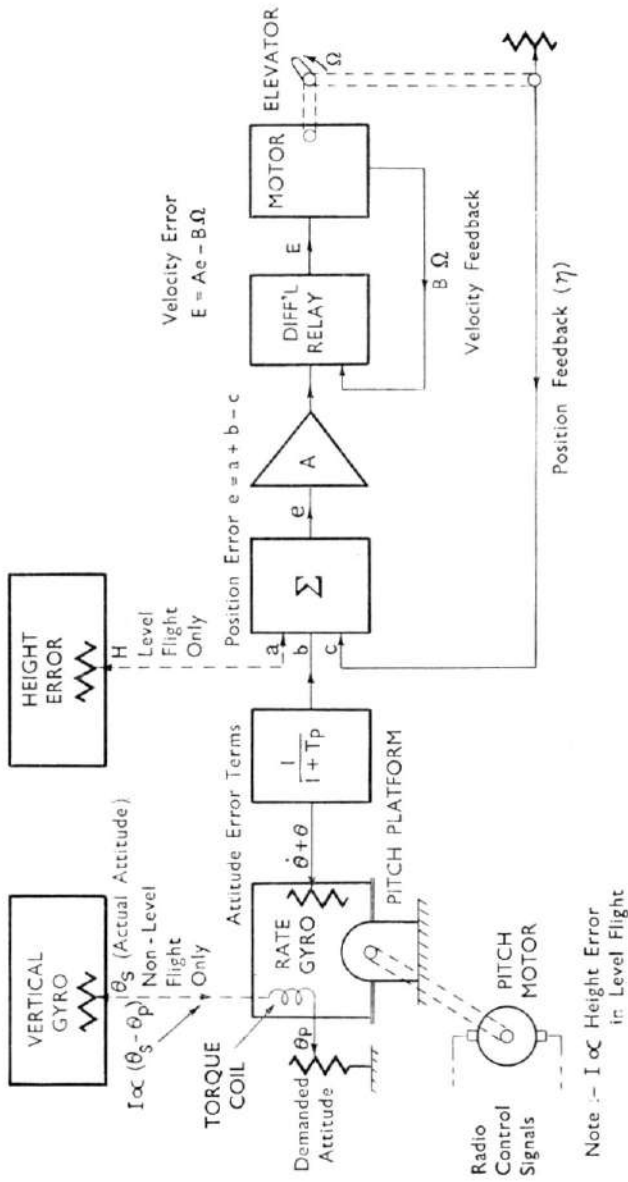 VERTICAL
GYRO
HEIGHT
ERROR
I ∝ (θs - θp)
θs (Actual Attitude)
Non-Level
Flight
Only
H
Level
Flight
Only
TORQUE
COIL
Attitude Error Terms
RATE
GYRO
θp
Demanded
Attitude
θ̇ + θ
1
1 + Tp
PITCH PLATFORM
a
b
c
Σ
Position Error e = a + b - c
e
A
DIFF'L
RELAY
Velocity Error
E = Ae - BΩ
E
MOTOR
ELEVATOR
Ω
BΩ
Velocity Feedback
Position Feedback (η)
PITCH
MOTOR
Radio
Control
Signals
Note :- I ∝ Height Error
in Level Flight